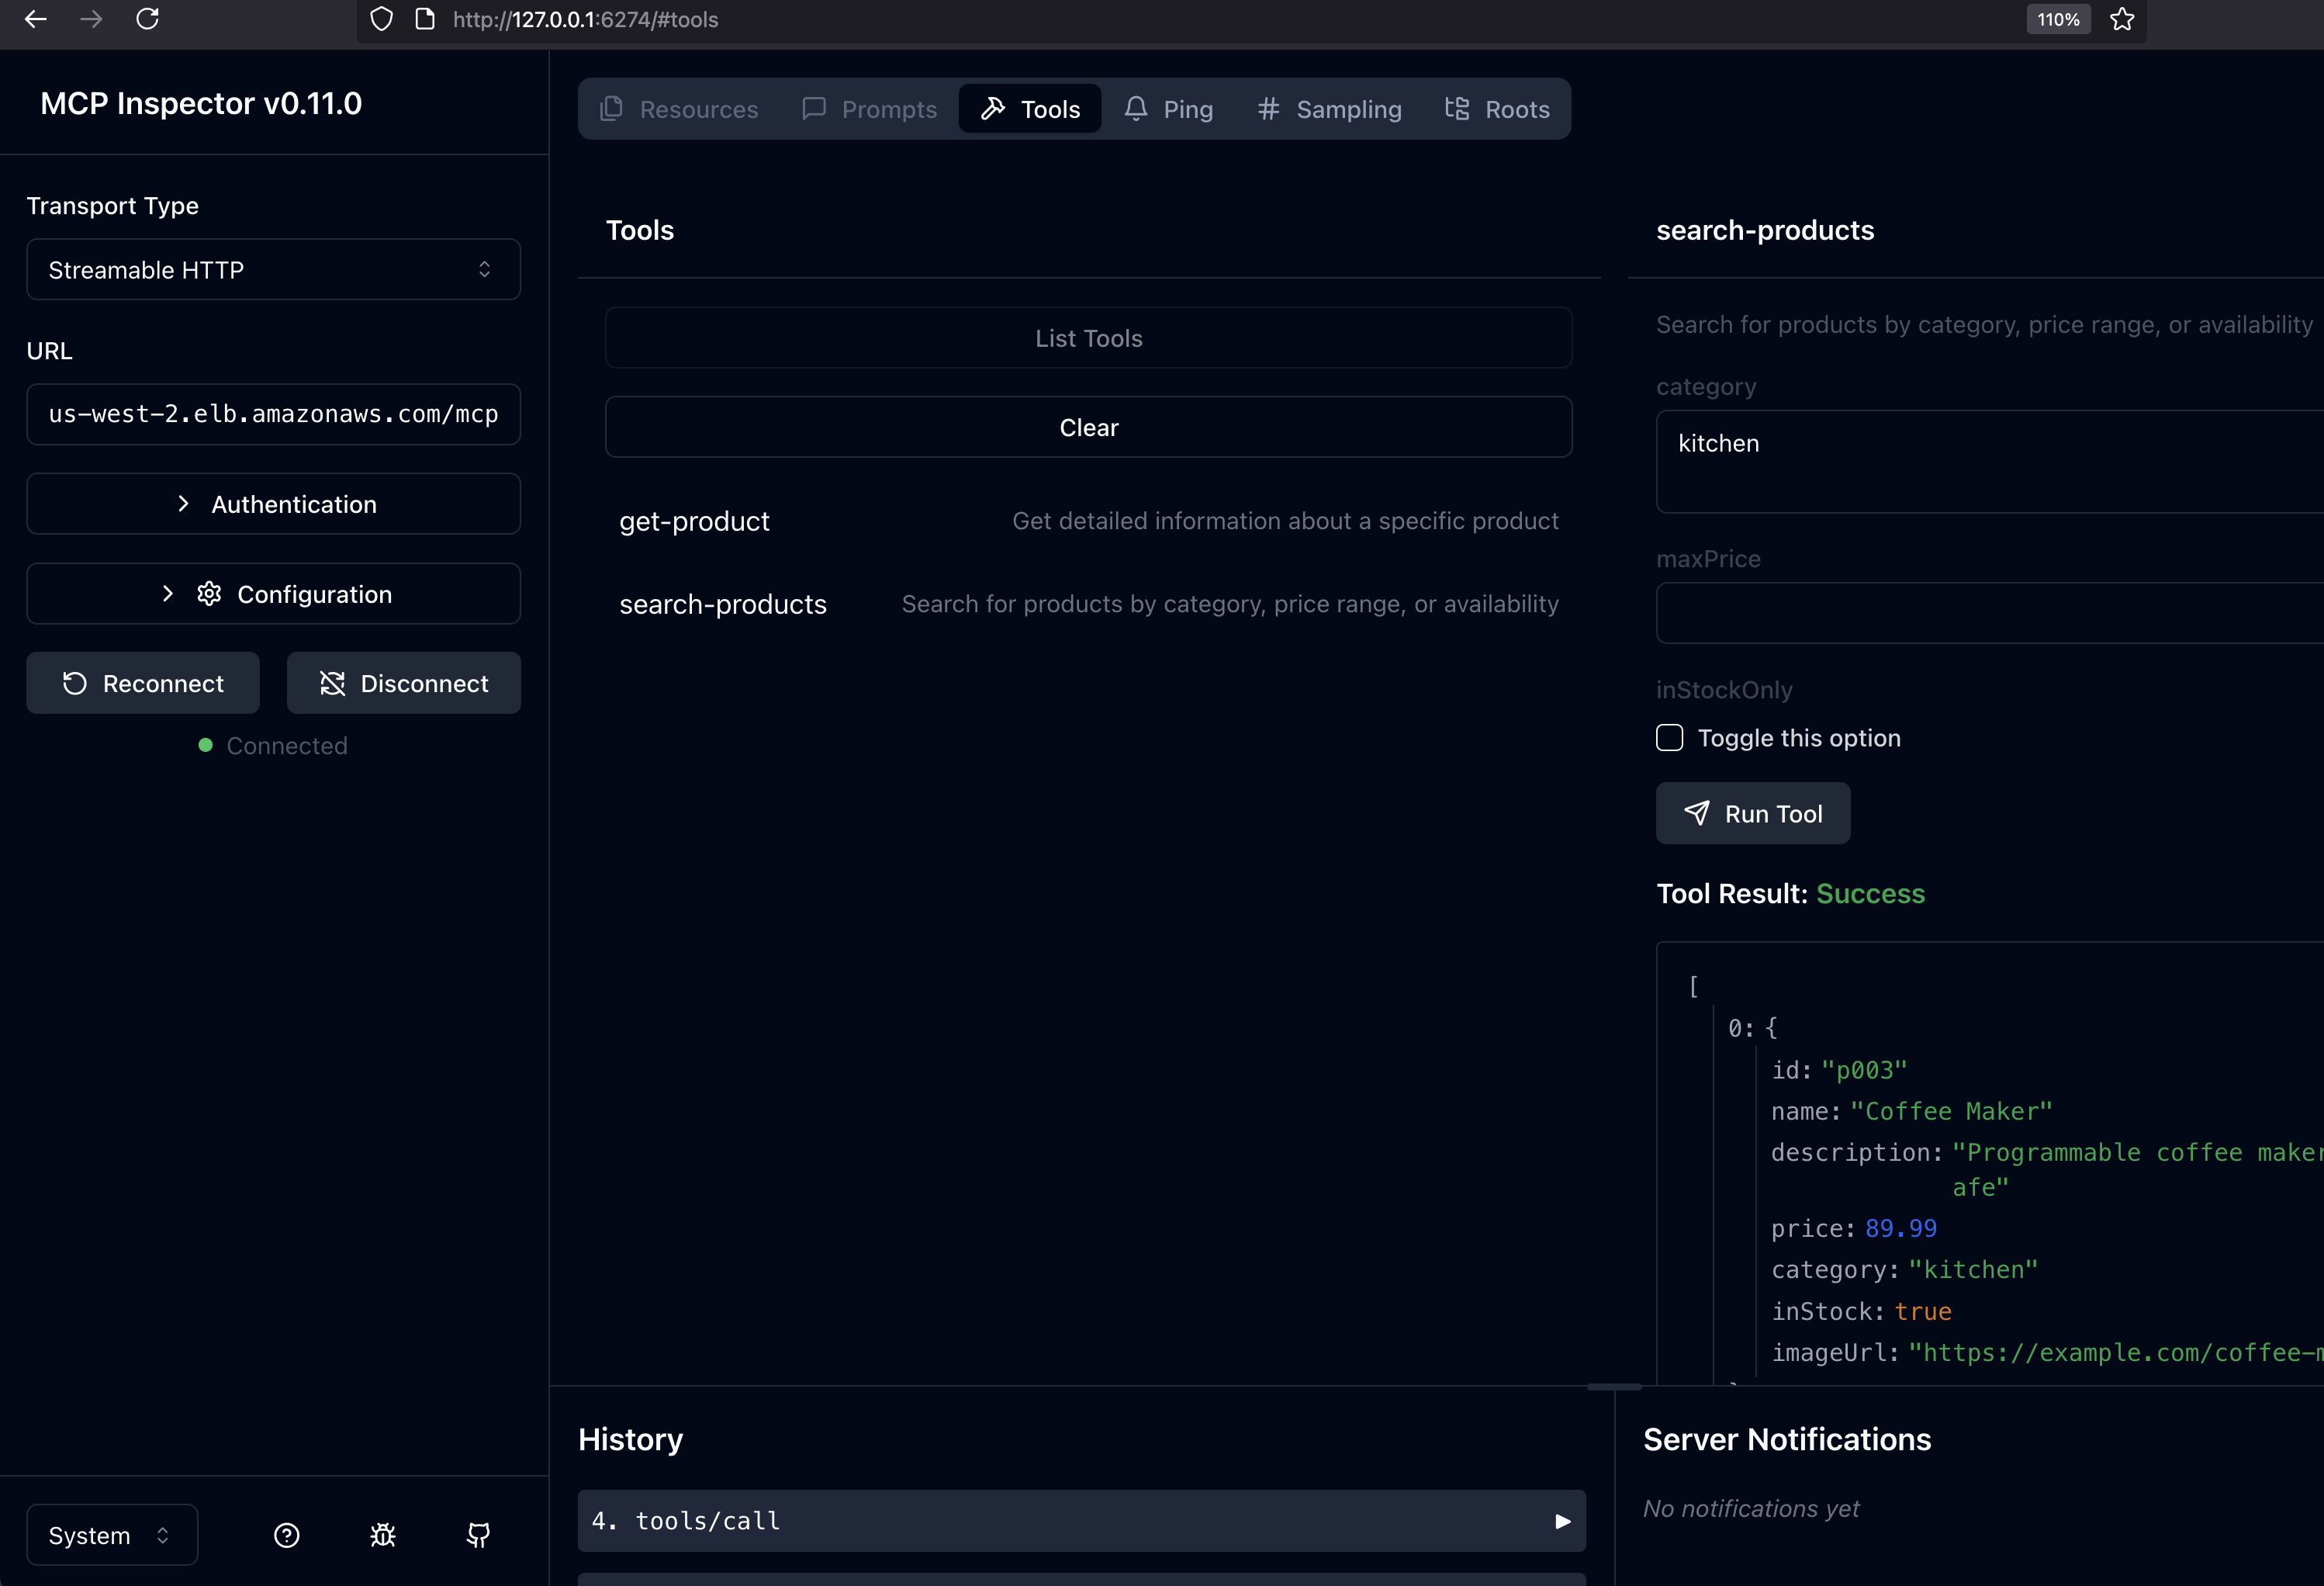 http://127.0.0.1:6274/#tools
110%
MCP Inspector v0.11.0
Transport Type
Streamable HTTP
URL
us-west-2.elb.amazonaws.com/mcp
Authentication
Configuration
Reconnect
Disconnect
Connected
System
Resources
Prompts
Tools
Ping
Sampling
Roots
Tools
List Tools
Clear
get-product
Get detailed information about a specific product
search-products
Search for products by category, price range, or availability
search-products
Search for products by category, price range, or availability
category
kitchen
maxPrice
inStockOnly
Toggle this option
Run Tool
Tool Result: Success
[
0: {
id: "p003"
name: "Coffee Maker"
description: "Programmable coffee maker
afe"
price: 89.99
category: "kitchen"
inStock: true
imageUrl: "https://example.com/coffee-m
History
4. tools/call
Server Notifications
No notifications yet